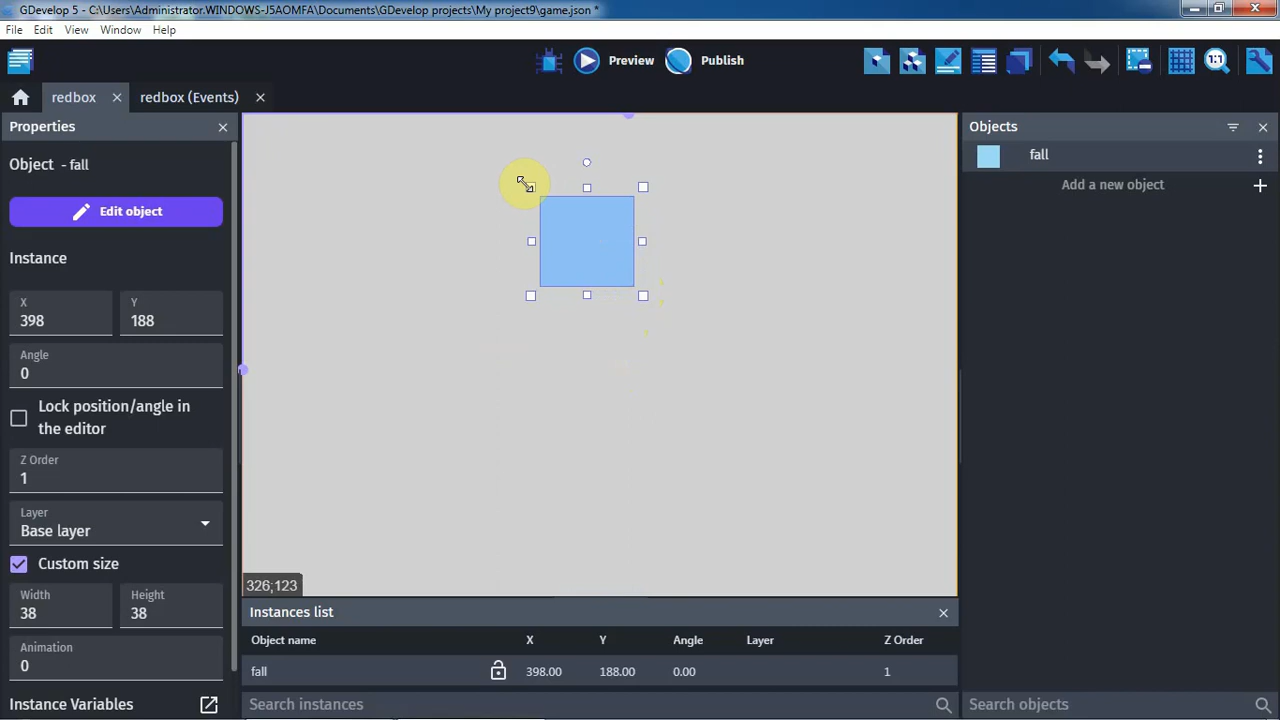 GDevelop 5 - C:\Users\Administrator.WINDOWS-J5AOMFA\Documents\GDevelop projects\My project9\game.json *
File Edit View Window Help
Preview Publish 1:1
redbox redbox (Events)
Properties
Object - fall
Edit object
Instance
X Y
398 188
Angle
0
Lock position/angle in
the editor
Z Order
1
Layer
Base layer
Custom size
Width Height
38 38
Animation
0
Instance Variables
326;123
Instances list
Object name X Y Angle Layer Z Order
fall 398.00 188.00 0.00 1
Search instances
Objects
fall
Add a new object
Search objects